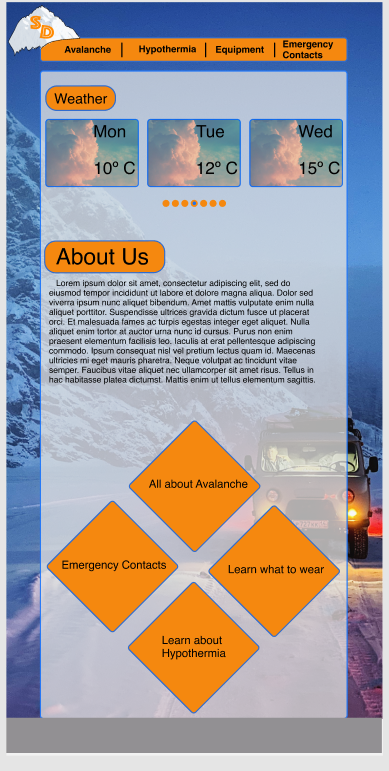 SD
Avalanche
Hypothermia
Equipment
Emergency
Contacts
Weather
Mon
10º C
Tue
12º C
Wed
15º C
About Us
Lorem ipsum dolor sit amet, consectetur adipiscing elit, sed do
eiusmod tempor incididunt ut labore et dolore magna aliqua. Dolor sed
viverra ipsum nunc aliquet bibendum. Amet mattis vulputate enim nulla
aliquet porttitor. Suspendisse ultrices gravida dictum fusce ut placerat
orci. Et malesuada fames ac turpis egestas integer eget aliquet. Nulla
aliquet enim tortor at auctor urna nunc id cursus. Purus non enim
praesent elementum facilisis leo. Iaculis at erat pellentesque adipiscing
commodo. Ipsum consequat nisl vel pretium lectus quam id. Maecenas
ultricies mi eget mauris pharetra. Neque volutpat ac tincidunt vitae
semper. Faucibus vitae aliquet nec ullamcorper sit amet risus. Tellus in
hac habitasse platea dictumst. Mattis enim ut tellus elementum sagittis.
All about Avalanche
Emergency Contacts
Learn what to wear
Learn about
Hypothermia